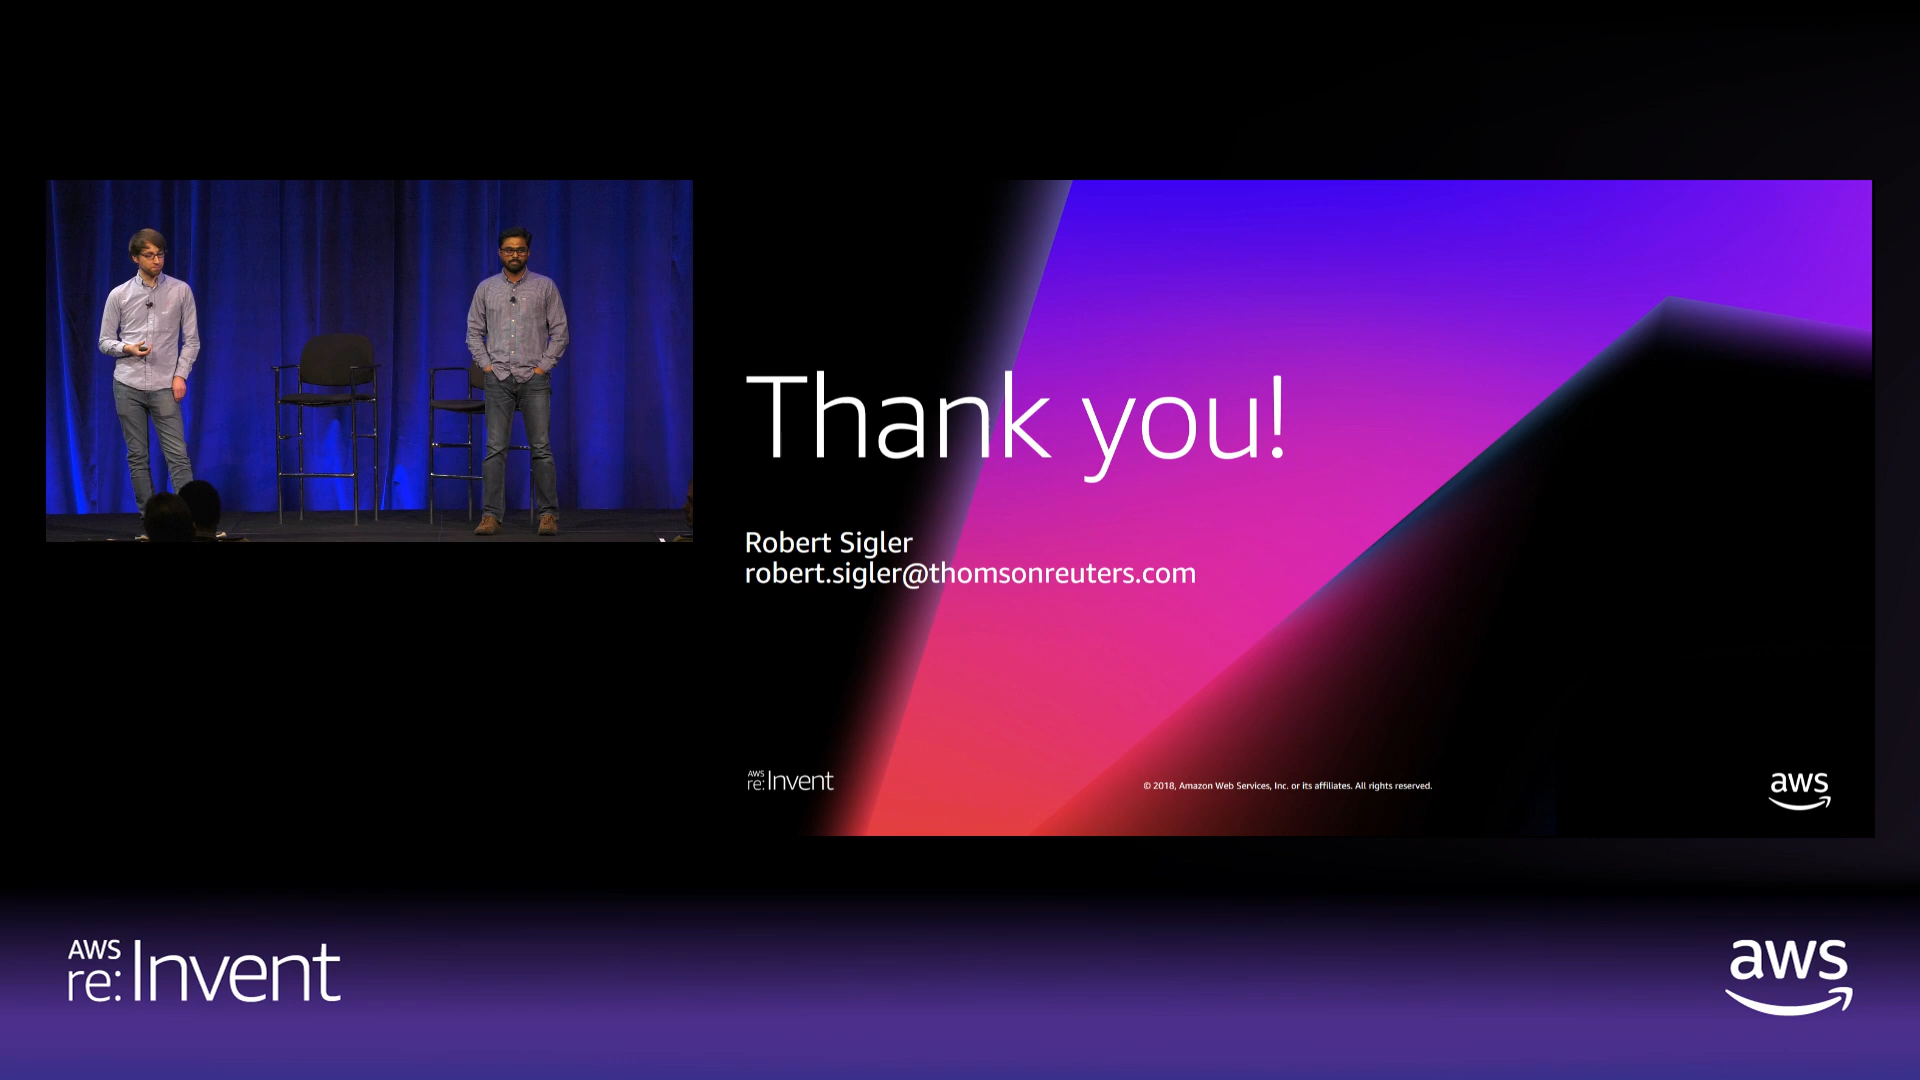 Thank you!
Robert Sigler
robert.sigler@thomsonreuters.com
AWS
re:Invent
© 2018, Amazon Web Services, Inc. or its affiliates. All rights reserved.
aws
AWS
re:Invent
aws